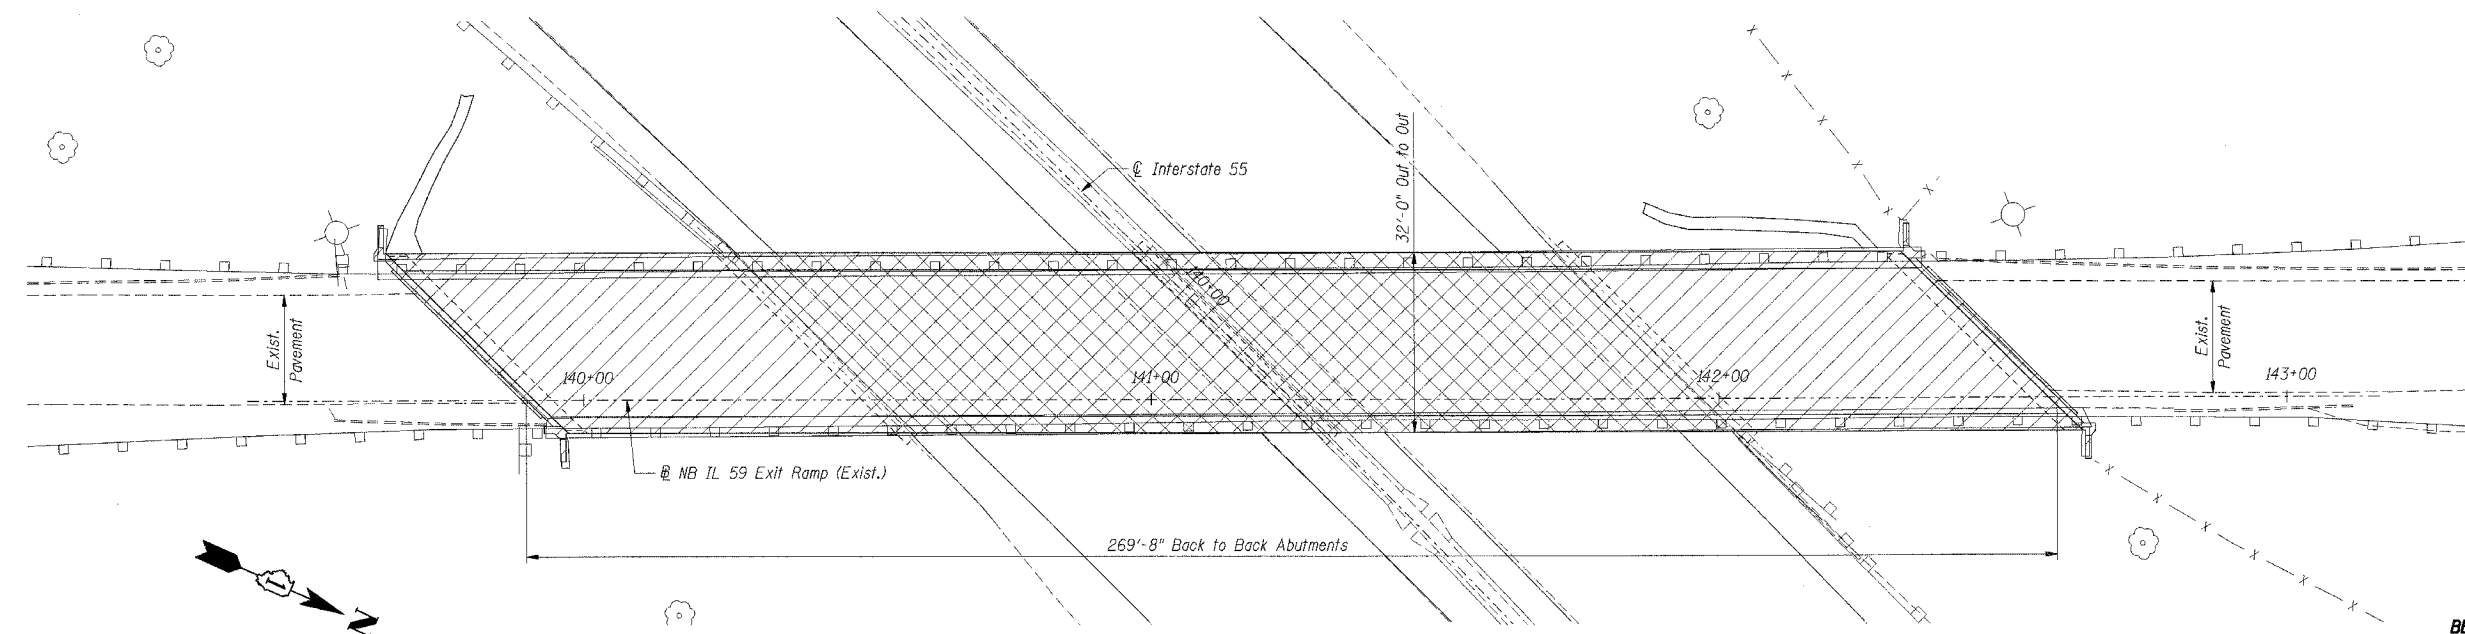 ℄ Interstate 55
32'-0" Out to Out
40+00
Exist.
Pavement
140+00
141+00
142+00
Exist.
Pavement
143+00
⅊ NB IL 59 Exit Ramp (Exist.)
269'-8" Back to Back Abutments
N